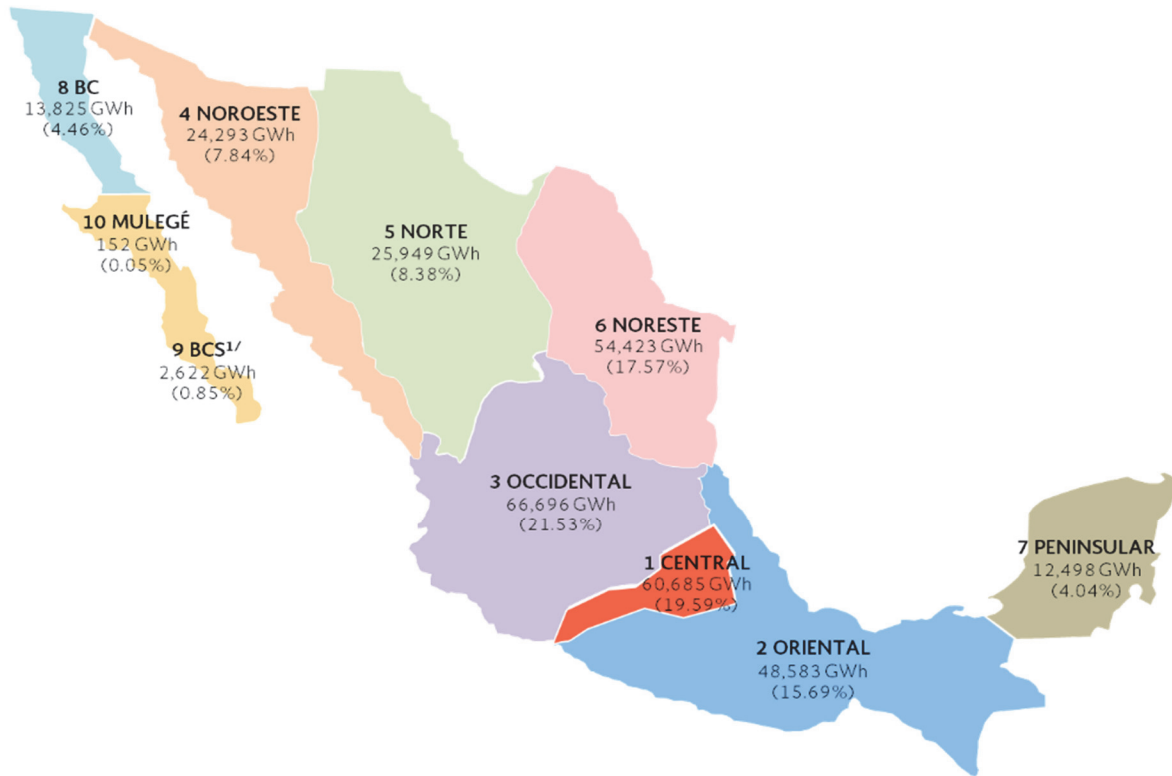 8 BC
13,825 GWh
(4.46%)
4 NOROESTE
24,293 GWh
(7.84%)
10 MULEGÉ
152 GWh
(0.05%)
5 NORTE
25,949 GWh
(8.38%)
9 BCS1/
2,622 GWh
(0.85%)
6 NORESTE
54,423 GWh
(17.57%)
3 OCCIDENTAL
66,696 GWh
(21.53%)
1 CENTRAL
60,685 GWh
(19.59%)
7 PENINSULAR
12,498 GWh
(4.04%)
2 ORIENTAL
48,583 GWh
(15.69%)